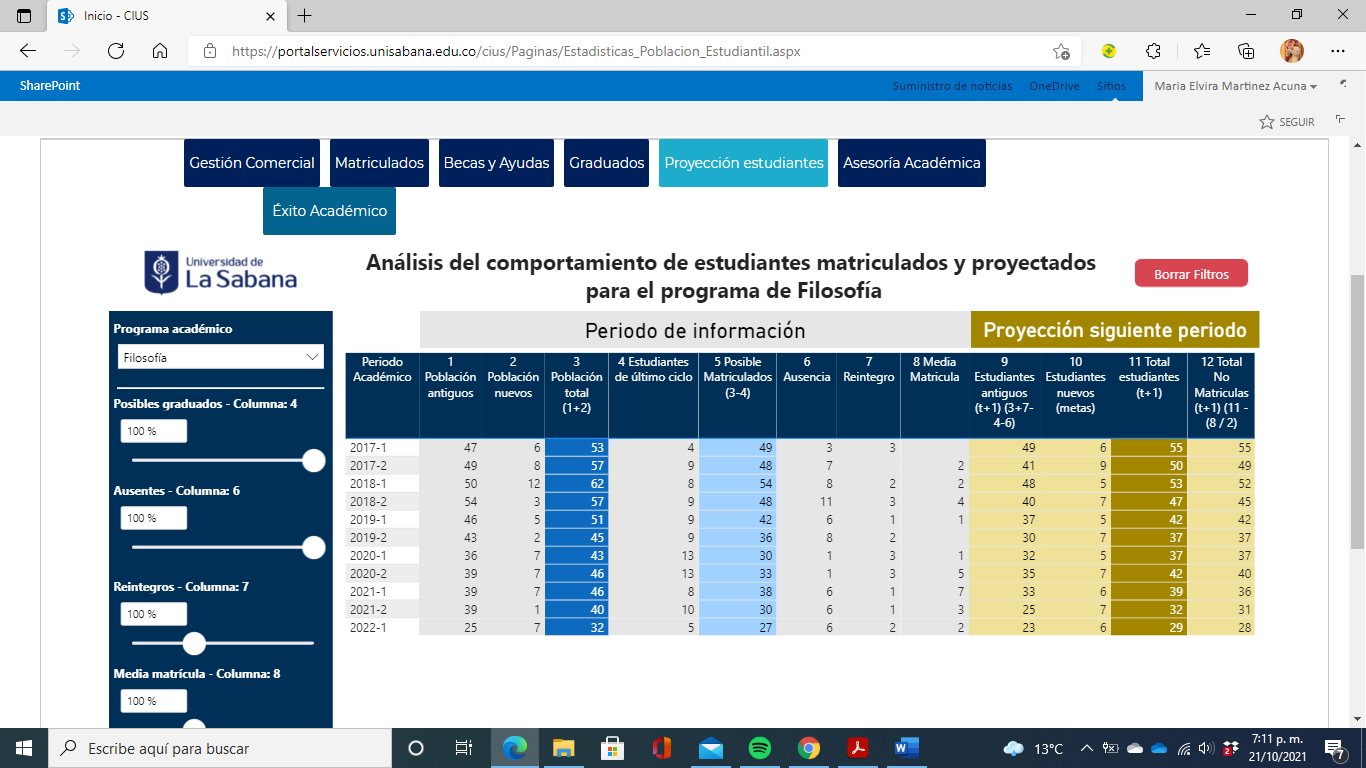 Inicio - CIUS
https://portalservicios.unisabana.edu.co/cius/Paginas/Estadisticas_Poblacion_Estudiantil.aspx
SharePoint
Suministro de noticias OneDrive Sitios Maria Elvira Martinez Acuna
SEGUIR
Gestión Comercial Matriculados Becas y Ayudas Graduados Proyección estudiantes Asesoría Académica
Éxito Académico
Universidad de
La Sabana
Análisis del comportamiento de estudiantes matriculados y proyectados
para el programa de Filosofía
Borrar Filtros
Programa académico
Filosofía
Posibles graduados - Columna: 4
100 %
Ausentes - Columna: 6
100 %
Reintegros - Columna: 7
100 %
Media matrícula - Columna: 8
100 %
Periodo de información Proyección siguiente periodo
Periodo 1 2 3 4 Estudiantes 5 Posible 6 7 8 Media 9 10 11 Total 12 Total
Académico Población Población Población de último ciclo Matriculados Ausencia Reintegro Matricula Estudiantes Estudiantes estudiantes No
antiguos nuevos total (3-4) antiguos nuevos (t+1) Matriculas
(1+2) (t+1) (3+7- (metas) (t+1) (11 -
4-6) (8 / 2)
2017-1 47 6 53 4 49 3 3 49 6 55 55
2017-2 49 8 57 9 48 7 2 41 9 50 49
2018-1 50 12 62 8 54 8 2 2 48 5 53 52
2018-2 54 3 57 9 48 11 3 4 40 7 47 45
2019-1 46 5 51 9 42 6 1 1 37 5 42 42
2019-2 43 2 45 9 36 8 2 30 7 37 37
2020-1 36 7 43 13 30 1 3 1 32 5 37 37
2020-2 39 7 46 13 33 1 3 5 35 7 42 40
2021-1 39 7 46 8 38 6 1 7 33 6 39 36
2021-2 39 1 40 10 30 6 1 3 25 7 32 31
2022-1 25 7 32 5 27 6 2 2 23 6 29 28
Escribe aquí para buscar
13°C
7:11 p. m.
21/10/2021
7